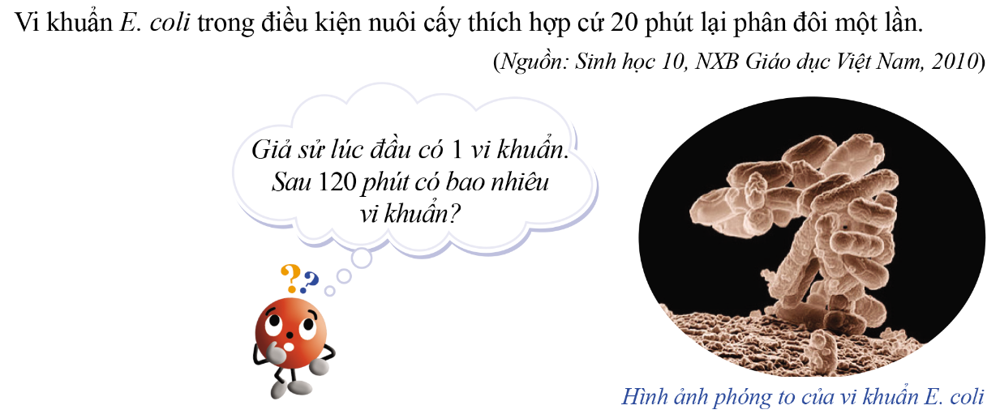 Vi khuẩn E. coli trong điều kiện nuôi cấy thích hợp cứ 20 phút lại phân đôi một lần.
(Nguồn: Sinh học 10, NXB Giáo dục Việt Nam, 2010)
Giả sử lúc đầu có 1 vi khuẩn.
Sau 120 phút có bao nhiêu
vi khuẩn?
??
Hình ảnh phóng to của vi khuẩn E. coli